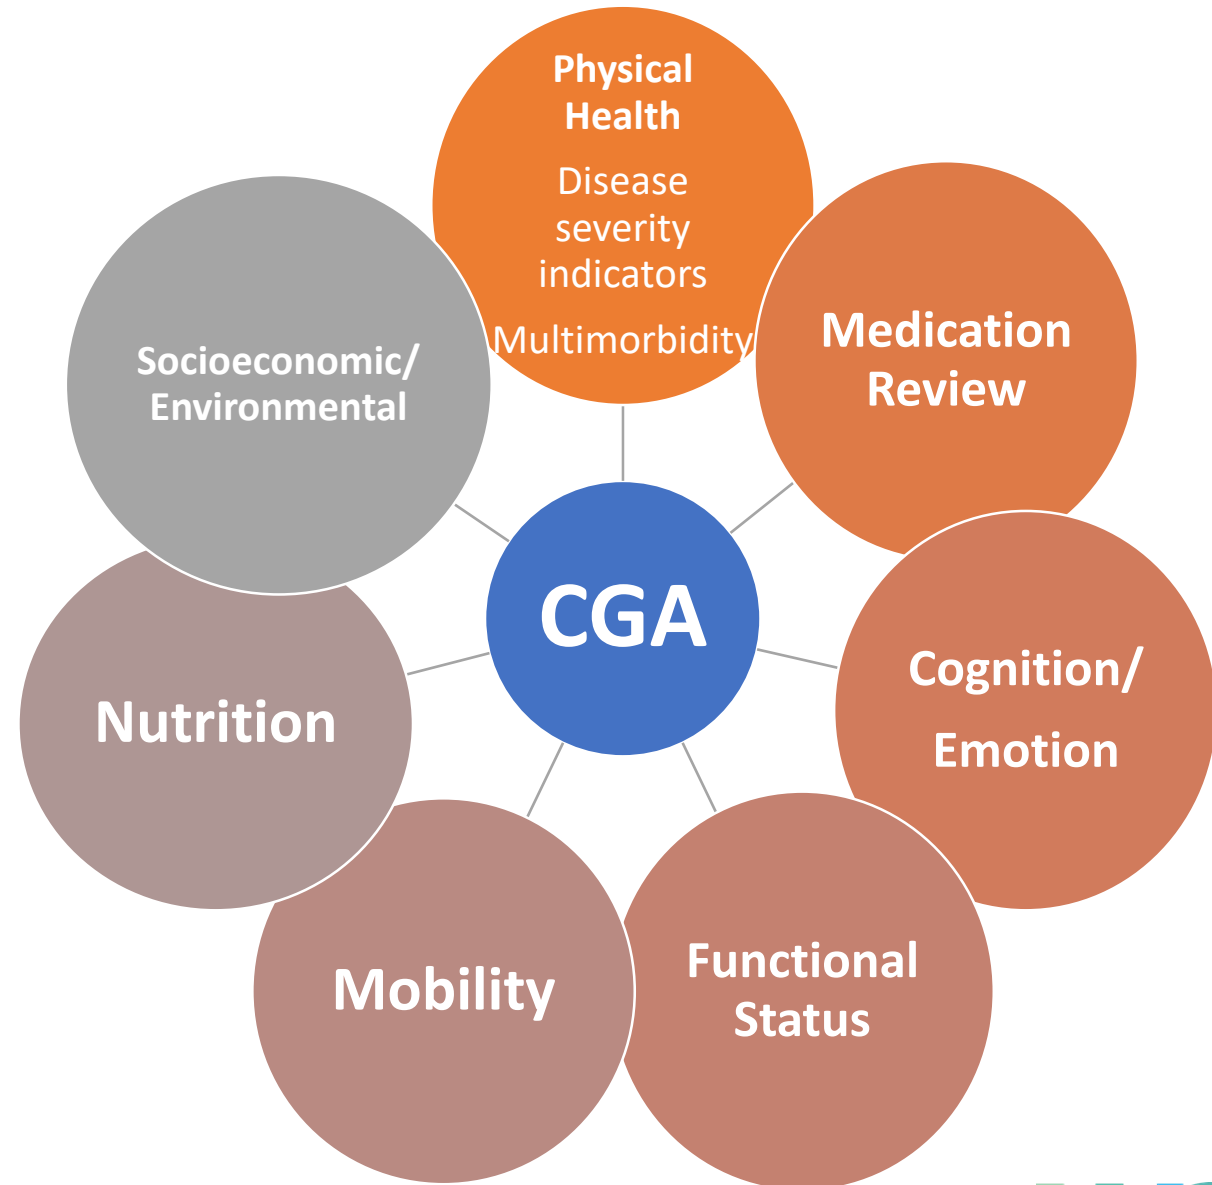 Physical
Health
Disease
severity
indicators
Multimorbidity
Medication
Review
Cognition/
Emotion
Functional
Status
Mobility
Nutrition
Socioeconomic/
Environmental
CGA